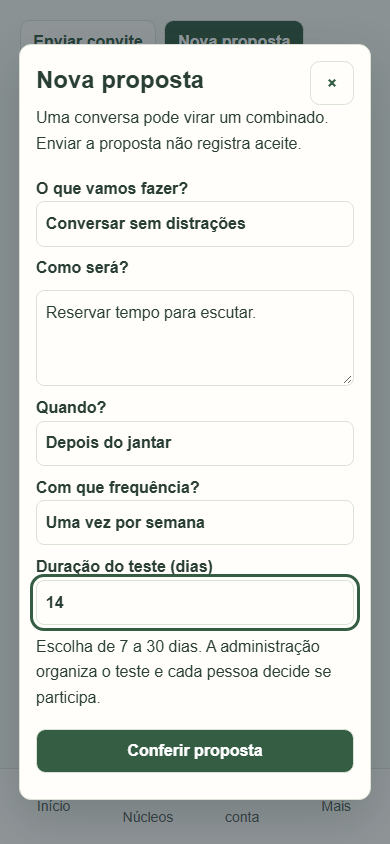 Enviar convite
Nova proposta
Nova proposta
×
Uma conversa pode virar um combinado.
Enviar a proposta não registra aceite.
O que vamos fazer?
Conversar sem distrações
Como será?
Reservar tempo para escutar.
Quando?
Depois do jantar
Com que frequência?
Uma vez por semana
Duração do teste (dias)
14
Escolha de 7 a 30 dias. A administração
organiza o teste e cada pessoa decide se
participa.
Conferir proposta
Início
Núcleos
conta
Mais